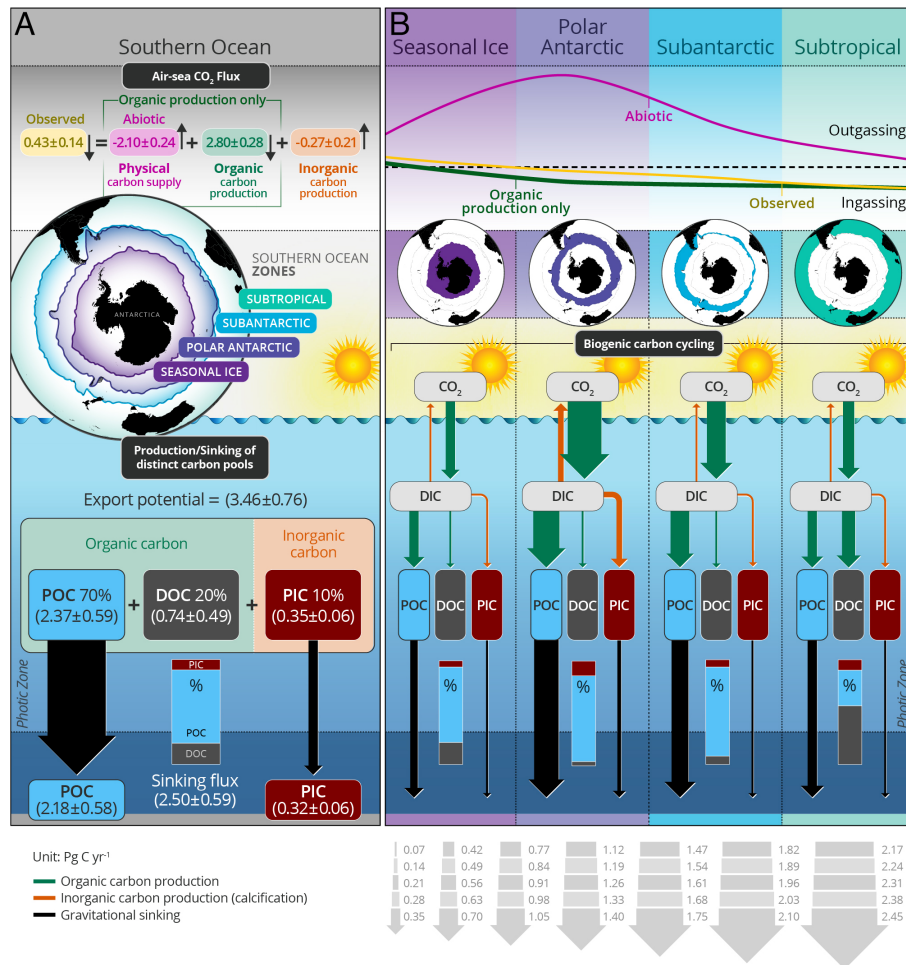 A
Southern Ocean
Air-sea CO₂ Flux
Organic production only
Observed
Abiotic
0.43±0.14
=
-2.10±0.24
+
2.80±0.28
+
-0.27±0.21
Physical
carbon supply
Organic
carbon
production
Inorganic
carbon
production
SOUTHERN OCEAN
ZONES
ANTARCTICA
SUBTROPICAL
SUBANTARCTIC
POLAR ANTARCTIC
SEASONAL ICE
Production/Sinking of
distinct carbon pools
Export potential = (3.46±0.76)
Organic carbon
Inorganic
carbon
POC 70%
(2.37±0.59)
+
DOC 20%
(0.74±0.49)
+
PIC 10%
(0.35±0.06)
Photic Zone
PIC
%
POC
DOC
Sinking flux
(2.50±0.59)
POC
(2.18±0.58)
PIC
(0.32±0.06)
B
Seasonal Ice
Polar
Antarctic
Subantarctic
Subtropical
Abiotic
Outgassing
Organic
production only
Observed
Ingassing
Biogenic carbon cycling
CO₂
CO₂
CO₂
CO₂
DIC
DIC
DIC
DIC
POC DOC PIC
POC DOC PIC
POC DOC PIC
POC DOC PIC
%
%
%
%
Photic Zone
Unit: Pg C yr⁻¹
Organic carbon production
Inorganic carbon production (calcification)
Gravitational sinking
0.07 0.42 0.77 1.12 1.47 1.82 2.17
0.14 0.49 0.84 1.19 1.54 1.89 2.24
0.21 0.56 0.91 1.26 1.61 1.96 2.31
0.28 0.63 0.98 1.33 1.68 2.03 2.38
0.35 0.70 1.05 1.40 1.75 2.10 2.45